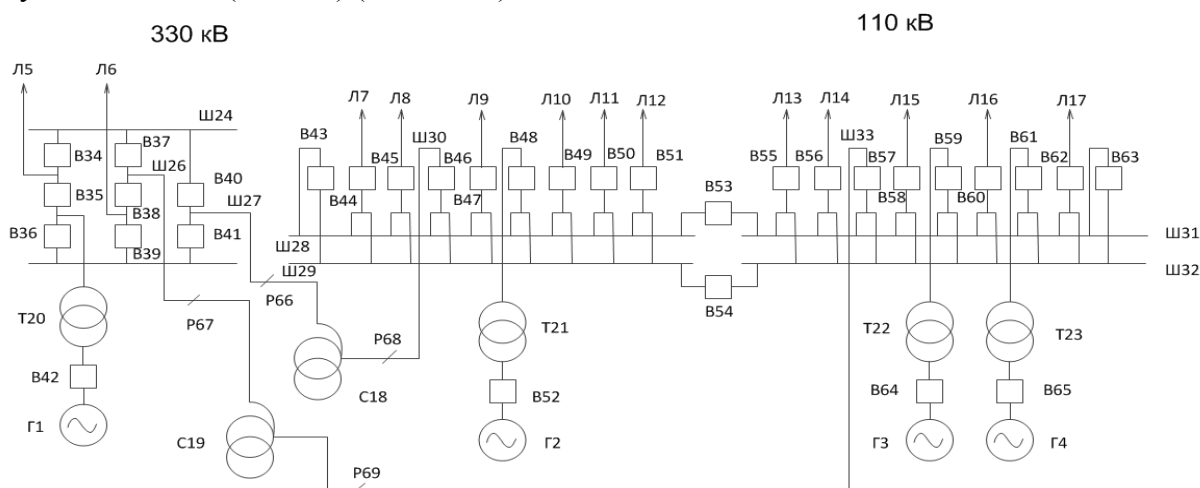 330 кВ
110 кВ
Л5
Л6
Л7
Л8
Л9
Л10
Л11
Л12
Л13
Л14
Л15
Л16
Л17
Ш24
В43
Ш30
В48
Ш33
В59
В61
В34
В37
Ш26
В45
В46
В49
В50
В51
В55
В56
В57
В62
В63
В35
В40
Ш27
В44
В47
В53
В58
В60
В36
В38
В41
В39
Ш28
Ш31
Ш29
Ш32
Т20
Р67
Р66
В54
Р68
Т21
Т22
Т23
В42
С18
В52
В64
В65
Г1
С19
Г2
Г3
Г4
Р69